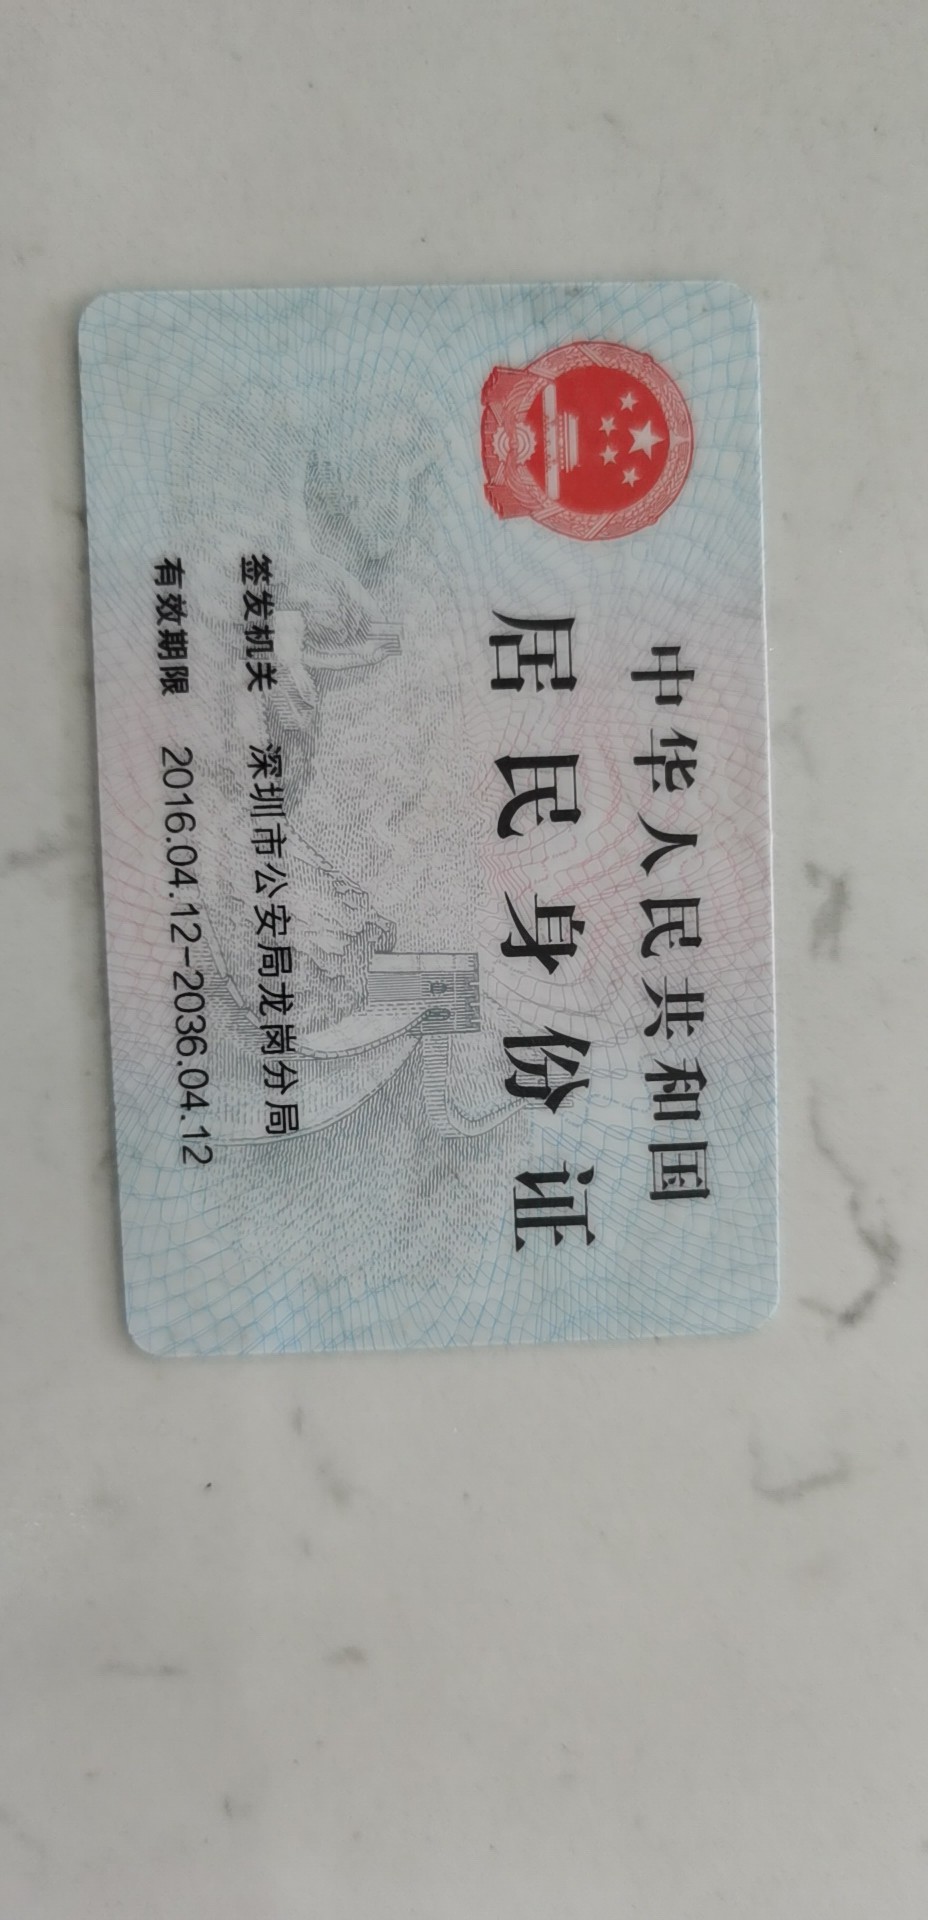 中华人民共和国
居民身份证
签发机关 深圳市公安局龙岗分局
有效期限 2016.04.12-2036.04.12